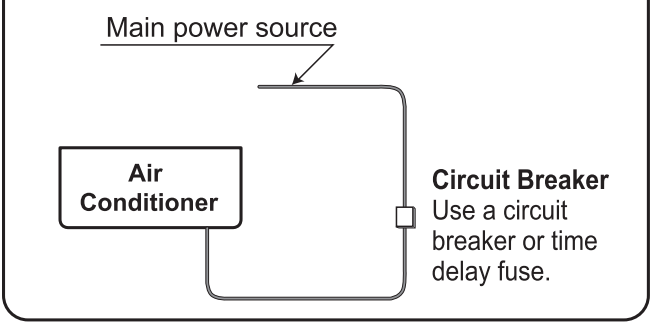 Main power source
Air
Conditioner
Circuit Breaker
Use a circuit
breaker or time
delay fuse.